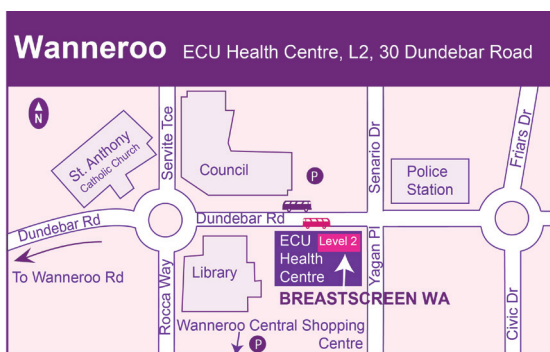 Wanneroo ECU Health Centre, L2, 30 Dundebar Road
N
St. Anthony
Catholic Church
Servite Tce
Council
P
Senario Dr
Police
Station
Friars Dr
Dundebar Rd
Dundebar Rd
To Wanneroo Rd
Rocca Way
Library
ECU
Health
Centre
Level 2
Yagan Pl
BREASTSCREEN WA
Civic Dr
Wanneroo Central Shopping
Centre
P